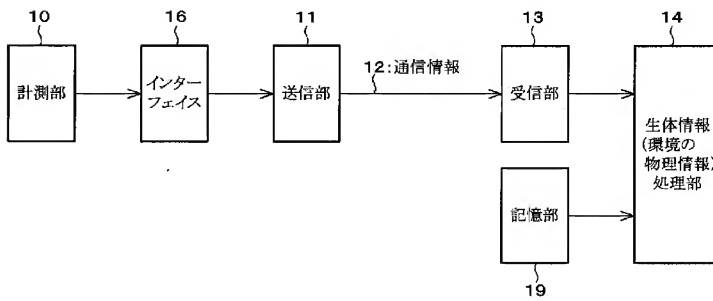 10
16
11
13
14
計測部
インター
フェイス
送信部
12:通信情報
受信部
生体情報
(環境の
物理情報)
処理部
記憶部
19